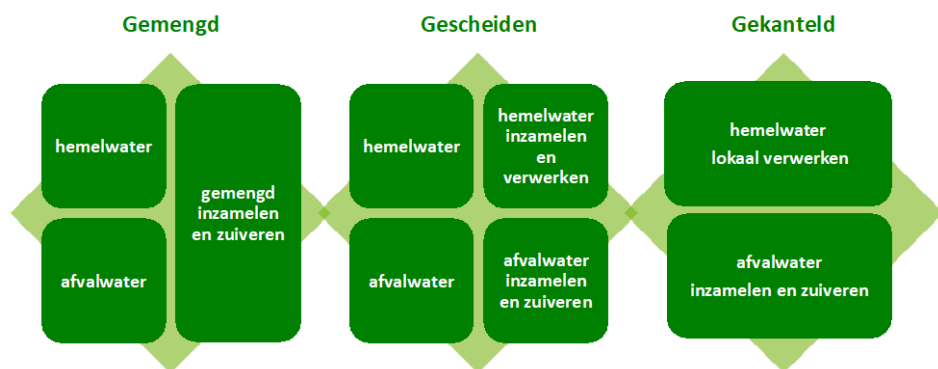 Gemengd
hemelwater
afvalwater
gemengd
inzamelen
en zuiveren
Gescheiden
hemelwater
hemelwater
inzamelen
en
verwerken
afvalwater
afvalwater
inzamelen
en zuiveren
Gekanteld
hemelwater
lokaal verwerken
afvalwater
inzamelen en zuiveren